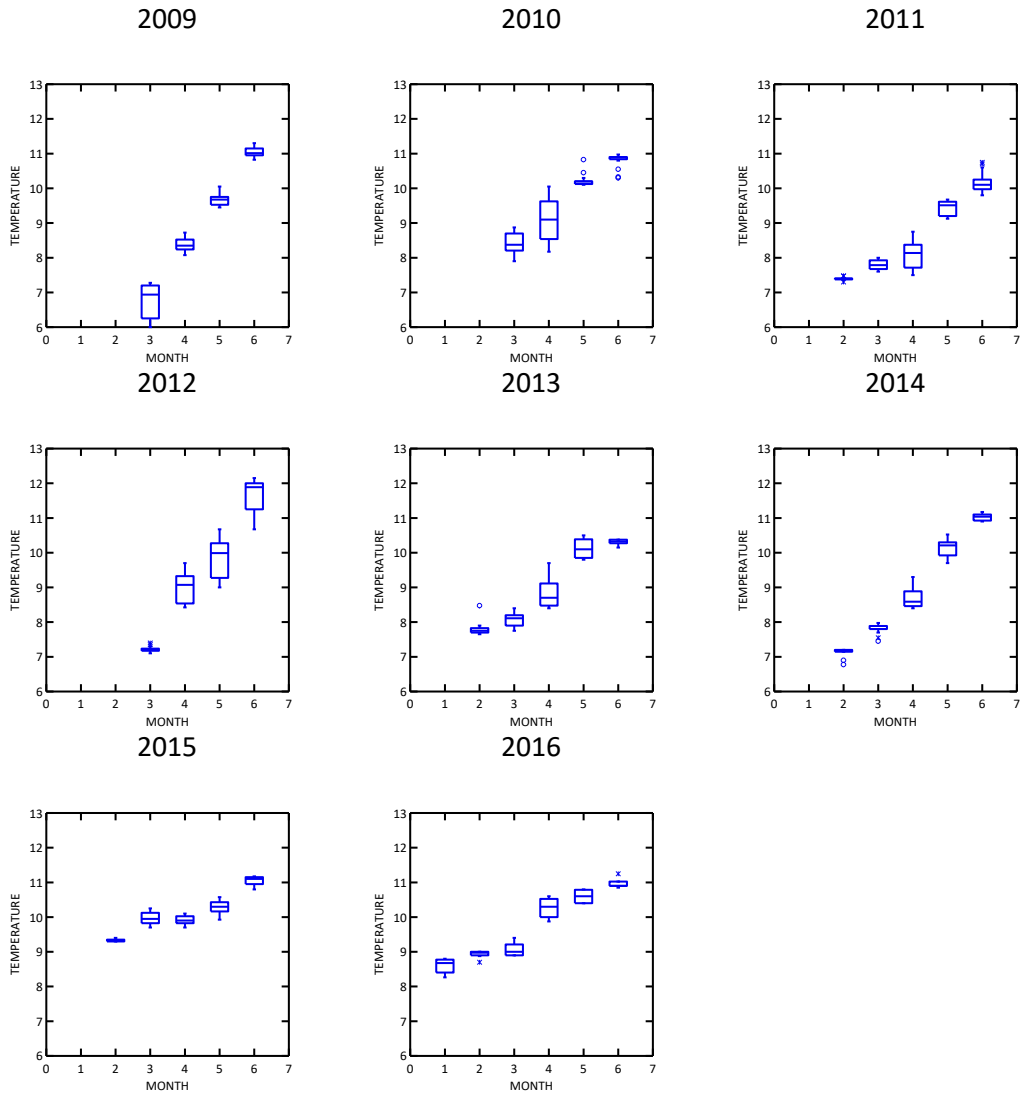 2009 2010 2011
13 13 13
12 12 12
11 11 11
10 10 10
9 9 9
8 8 8
7 7 7
6 6 6
TEMPERATURE TEMPERATURE TEMPERATURE
0 1 2 3 4 5 6 7 0 1 2 3 4 5 6 7 0 1 2 3 4 5 6 7
MONTH MONTH MONTH
2012 2013 2014
13 13 13
12 12 12
11 11 11
10 10 10
9 9 9
8 8 8
7 7 7
6 6 6
TEMPERATURE TEMPERATURE TEMPERATURE
0 1 2 3 4 5 6 7 0 1 2 3 4 5 6 7 0 1 2 3 4 5 6 7
MONTH MONTH MONTH
2015 2016
13 13
12 12
11 11
10 10
9 9
8 8
7 7
6 6
TEMPERATURE TEMPERATURE
0 1 2 3 4 5 6 7 0 1 2 3 4 5 6 7
MONTH MONTH